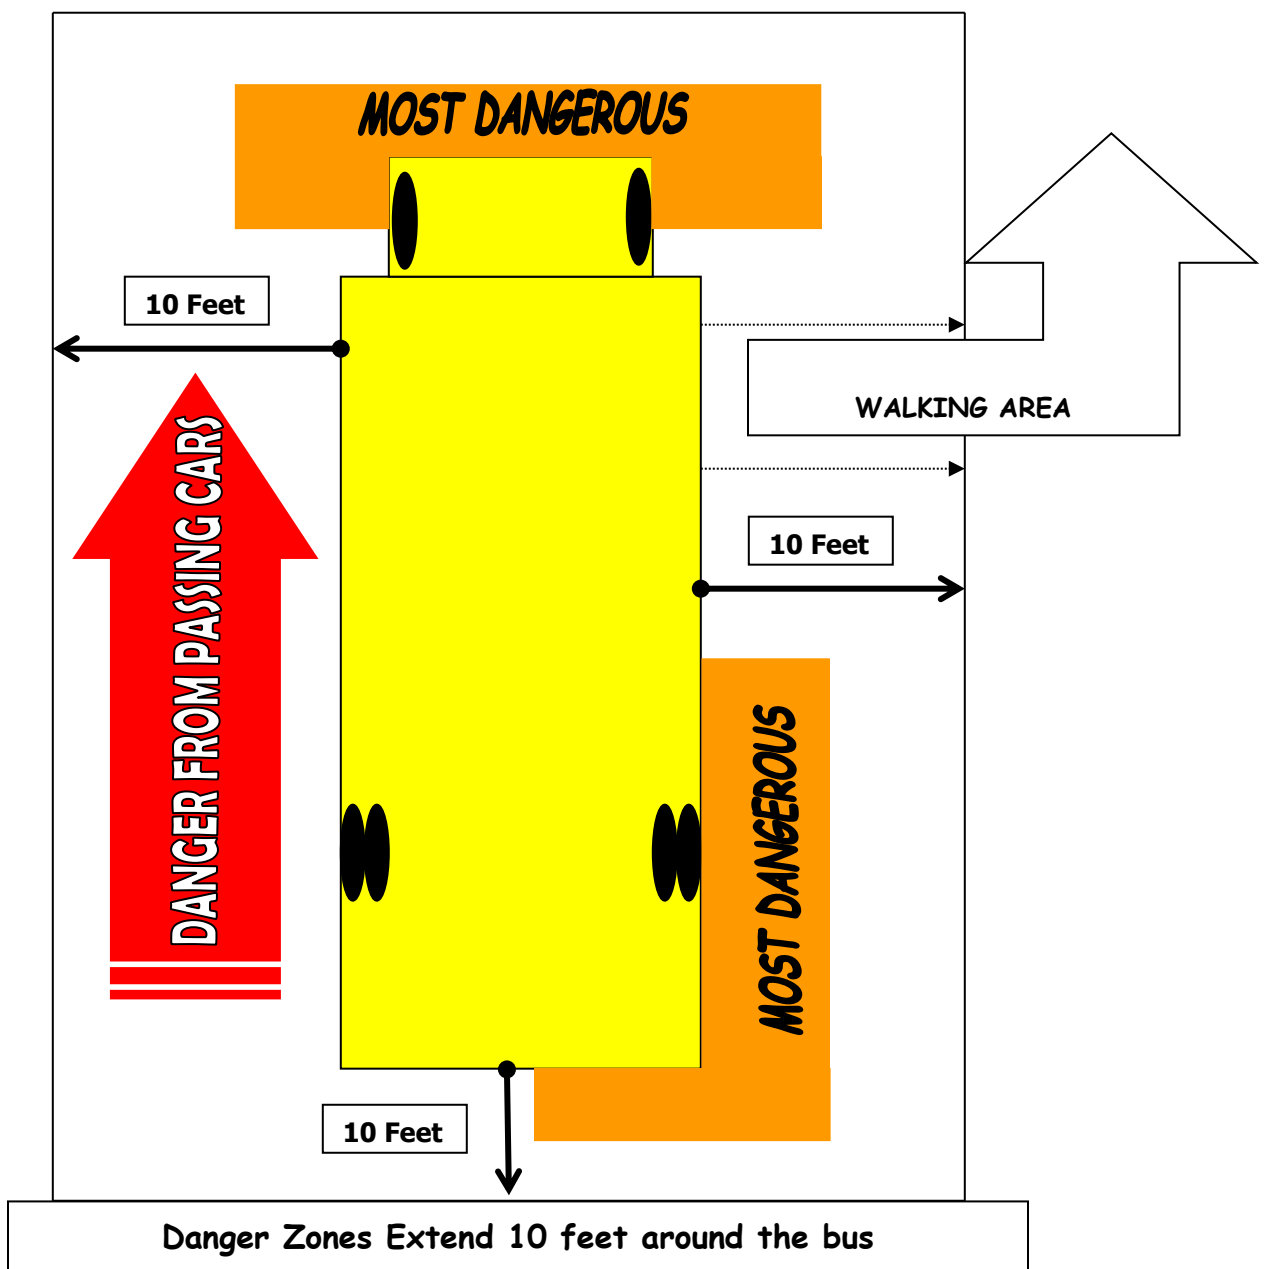 MOST DANGEROUS
10 Feet
DANGER FROM PASSING CARS
WALKING AREA
10 Feet
MOST DANGEROUS
10 Feet
Danger Zones Extend 10 feet around the bus